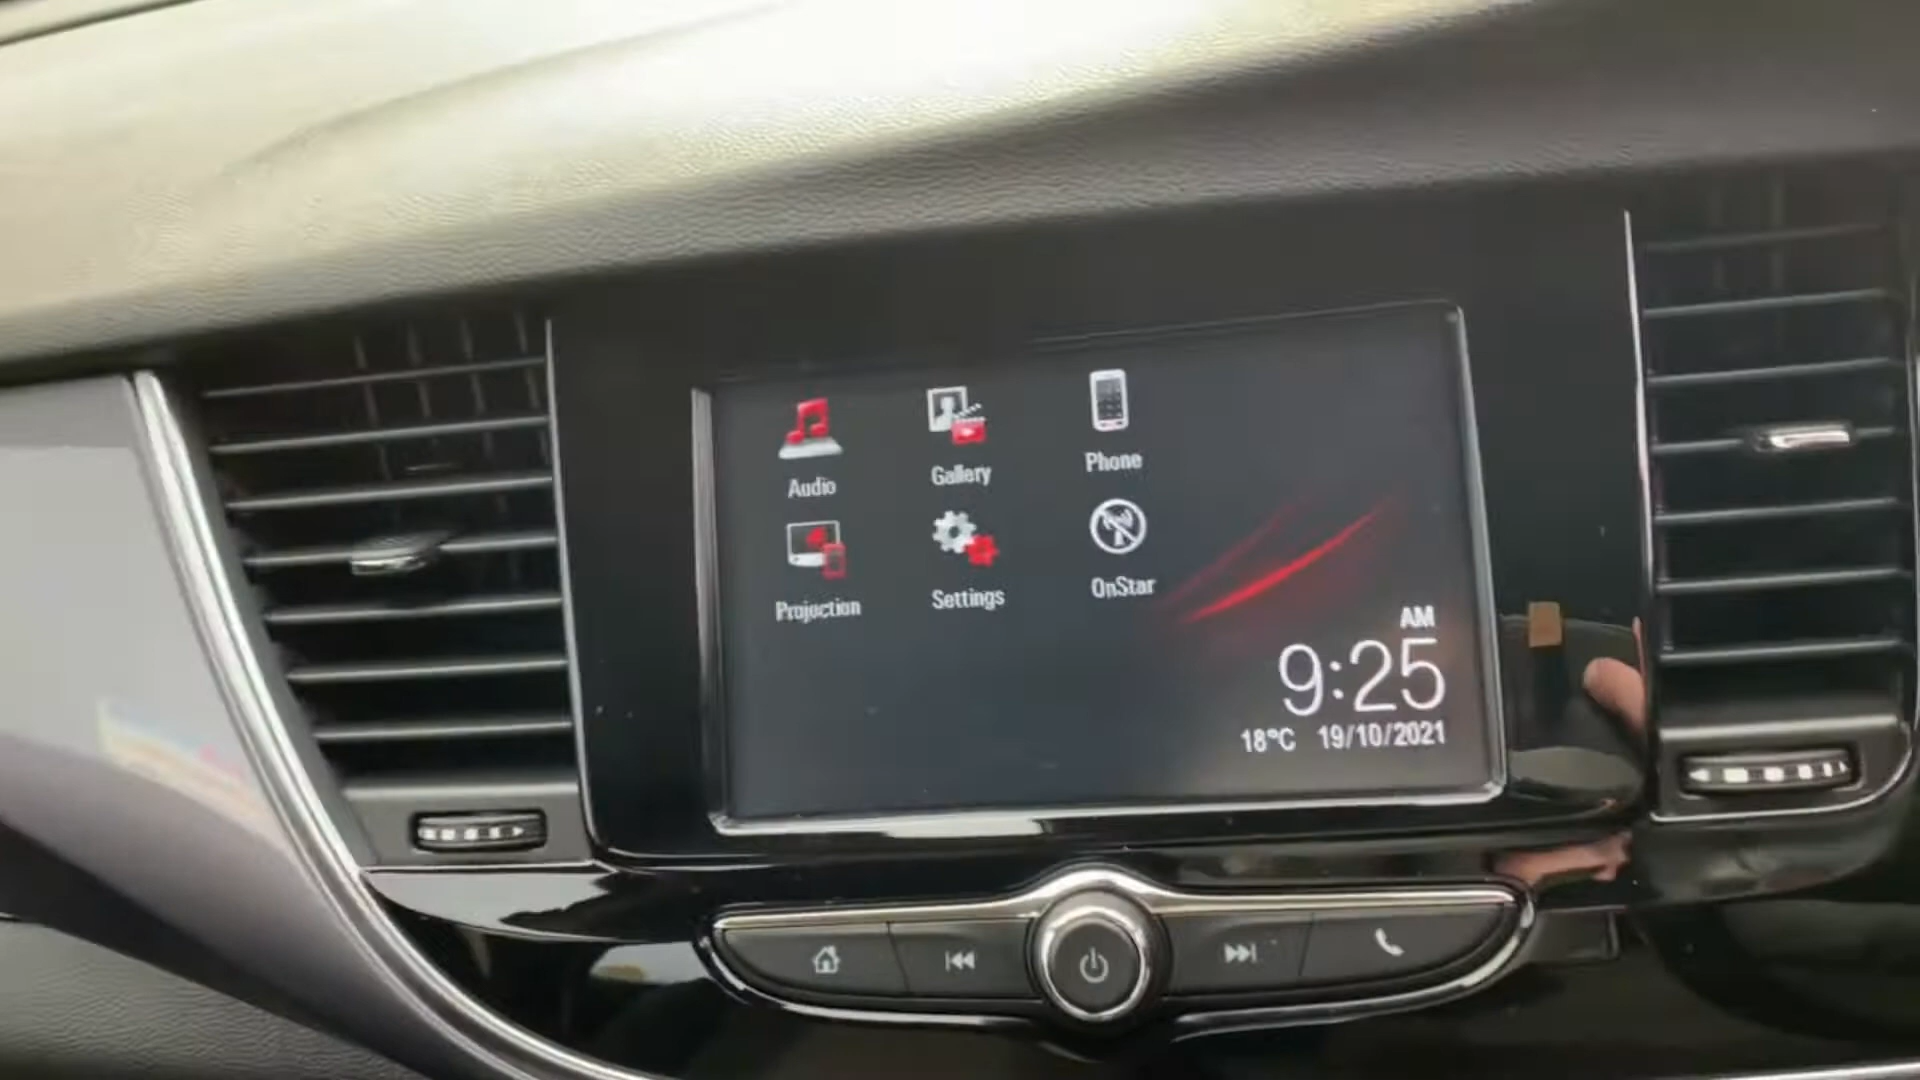 Audio
Gallery
Phone
Projection
Settings
OnStar
AM
9:25
18°C 19/10/2021